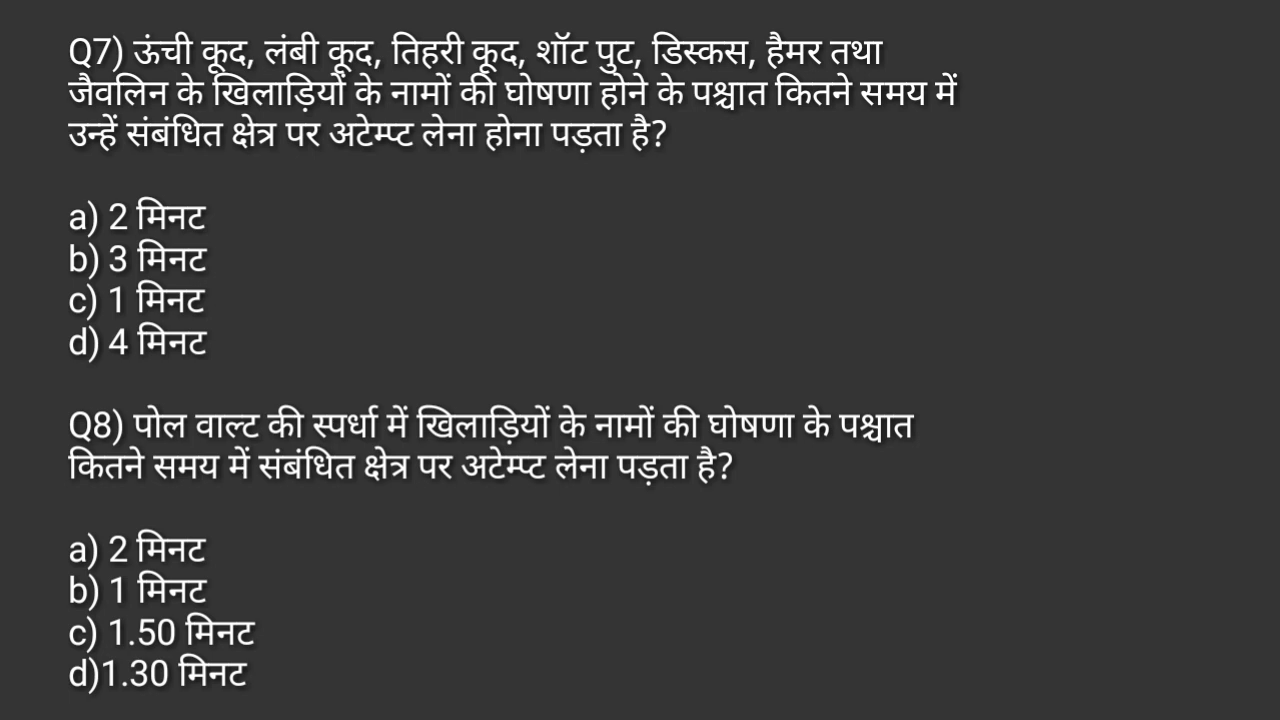 Q7) ऊंची कूद, लंबी कूद, तिहरी कूद, शॉट पुट, डिस्कस, हैमर तथा
जैवलिन के खिलाड़ियों के नामों की घोषणा होने के पश्चात कितने समय में
उन्हें संबंधित क्षेत्र पर अटेम्प्ट लेना होना पड़ता है?
a) 2 मिनट
b) 3 मिनट
c) 1 मिनट
d) 4 मिनट
Q8) पोल वाल्ट की स्पर्धा में खिलाड़ियों के नामों की घोषणा के पश्चात
कितने समय में संबंधित क्षेत्र पर अटेम्प्ट लेना पड़ता है?
a) 2 मिनट
b) 1 मिनट
c) 1.50 मिनट
d)1.30 मिनट